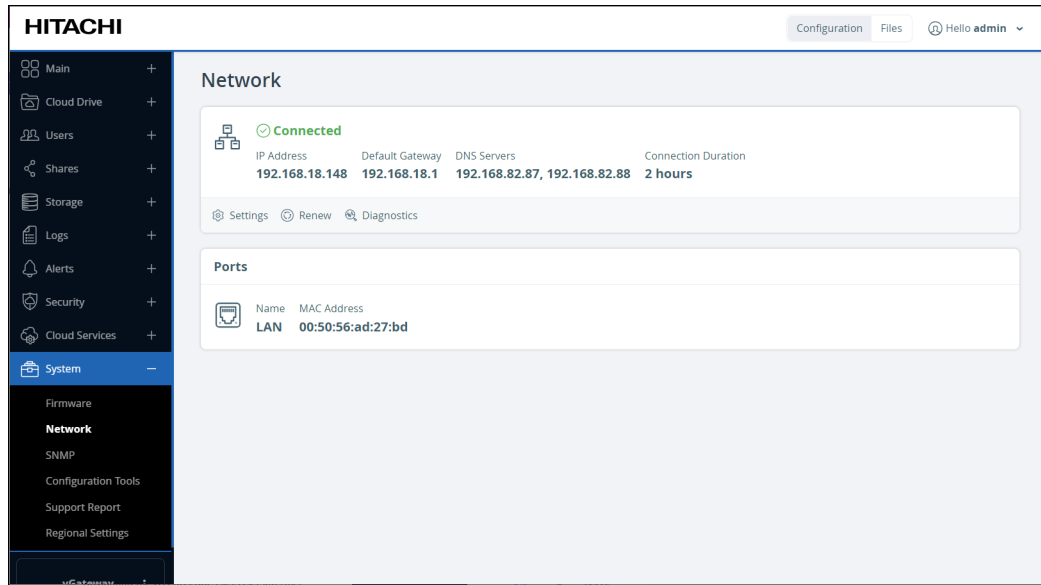 HITACHI
Configuration Files Hello admin
Main
Cloud Drive
Users
Shares
Storage
Logs
Alerts
Security
Cloud Services
System
Firmware
Network
SNMP
Configuration Tools
Support Report
Regional Settings
vGateway
Network
Connected
IP Address Default Gateway DNS Servers Connection Duration
192.168.18.148 192.168.18.1 192.168.82.87, 192.168.82.88 2 hours
Settings Renew Diagnostics
Ports
Name MAC Address
LAN 00:50:56:ad:27:bd